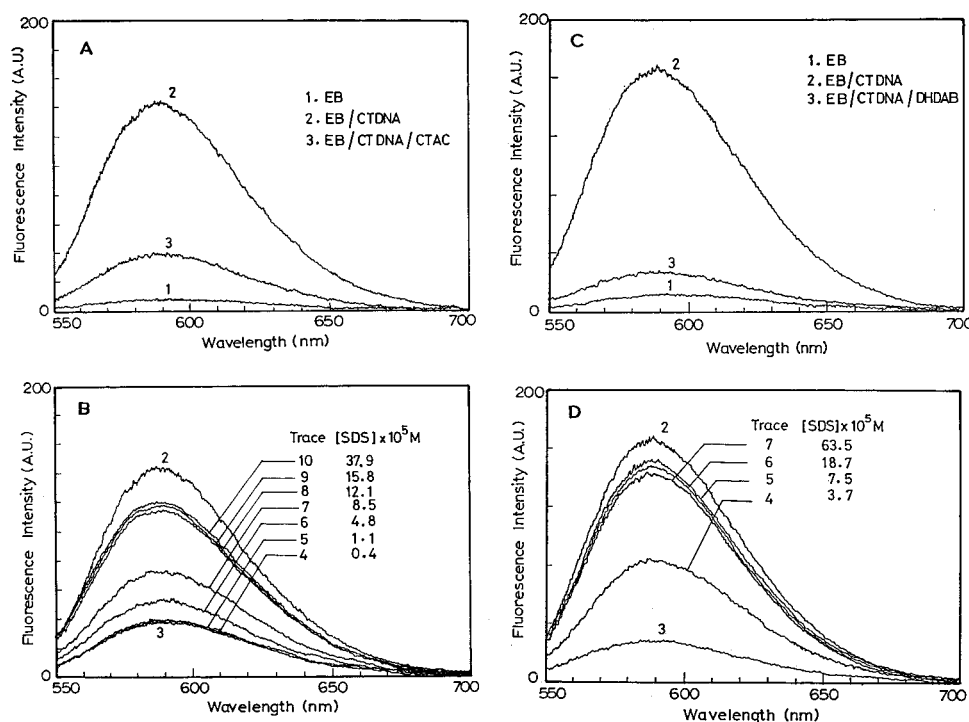 200
A
2
1. EB
2. EB/CTDNA
3. EB/CTDNA/CTAC
3
1
0
550
600
650
700
Wavelength (nm)
Fluorescence Intensity (A.U.)
200
C
2
1. EB
2. EB/CTDNA
3. EB/CTDNA/DHDAB
3
1
0
550
600
650
700
Wavelength (nm)
Fluorescence Intensity (A.U.)
200
B
2
Trace [SDS]x10⁵M
10 37.9
9 15.8
8 12.1
7 8.5
6 4.8
5 1.1
4 0.4
3
0
550
600
650
700
Wavelength (nm)
Fluorescence Intensity (A.U.)
200
D
2
Trace [SDS]x10⁵M
7 63.5
6 18.7
5 7.5
4 3.7
3
0
550
600
650
700
Wavelength (nm)
Fluorescence Intensity (A.U.)